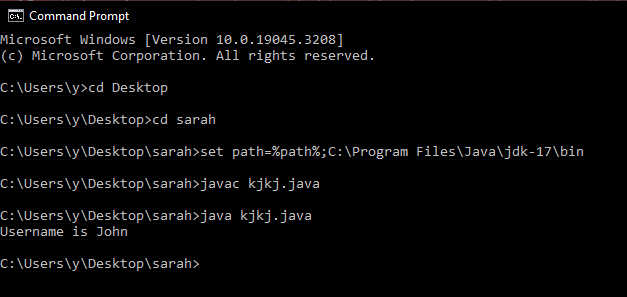 Command Prompt
Microsoft Windows [Version 10.0.19045.3208]
(c) Microsoft Corporation. All rights reserved.
C:\Users\y>cd Desktop
C:\Users\y\Desktop>cd sarah
C:\Users\y\Desktop\sarah>set path=%path%;C:\Program Files\Java\jdk-17\bin
C:\Users\y\Desktop\sarah>javac kjkj.java
C:\Users\y\Desktop\sarah>java kjkj.java
Username is John
C:\Users\y\Desktop\sarah>